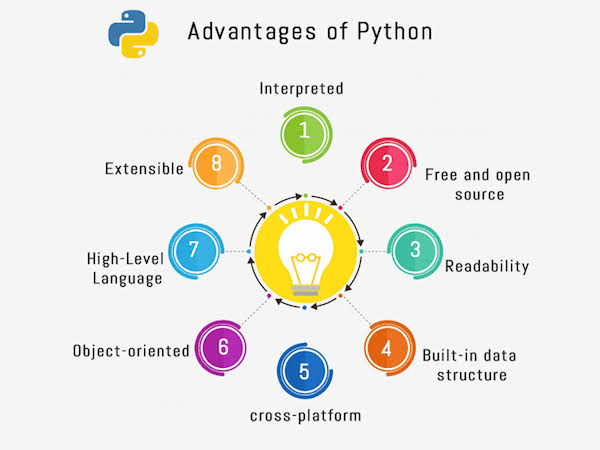 Advantages of Python
Interpreted
1
2
Free and open
source
3
Readability
4
Built-in data
structure
5
cross-platform
6
Object-oriented
7
High-Level
Language
8
Extensible